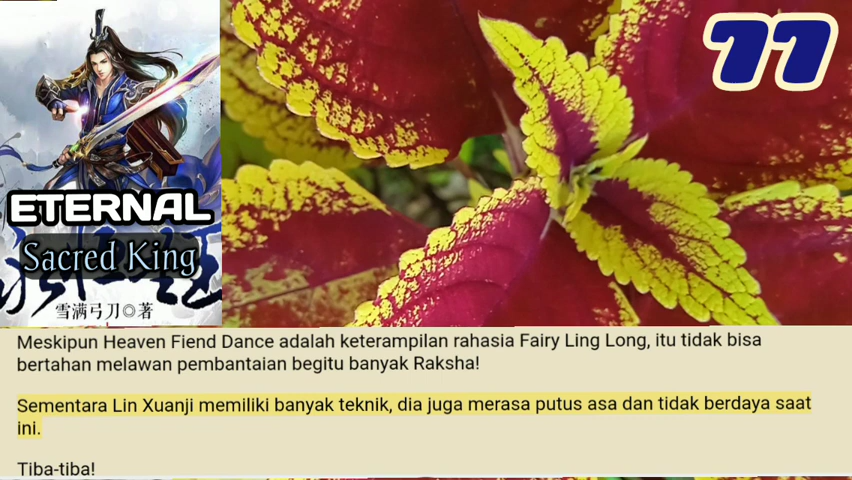 77
ETERNAL
Sacred King
雪满弓刀◎著
Meskipun Heaven Fiend Dance adalah keterampilan rahasia Fairy Ling Long, itu tidak bisa
bertahan melawan pembantaian begitu banyak Raksha!
Sementara Lin Xuanji memiliki banyak teknik, dia juga merasa putus asa dan tidak berdaya saat
ini.
Tiba-tiba!